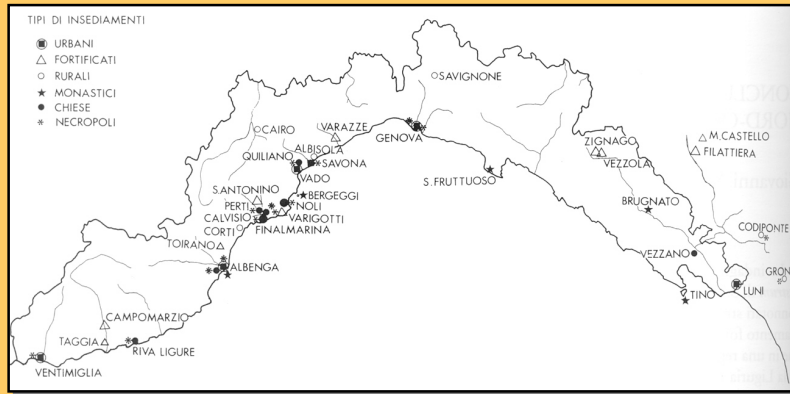 TIPI DI INSEDIAMENTI
URBANI
FORTIFICATI
RURALI
MONASTICI
CHIESE
NECROPOLI
SAVIGNONE
CAIRO
VARAZZE
GENOVA
ALBISOLA
QUILIANO
SAVONA
VADO
ZIGNAGO
VEZZOLA
M.CASTELLO
FILATTIERA
S.FRUTTUOSO
S.ANTONINO
BERGEGGI
PERTI
NOLI
CALVISIO
VARIGOTTI
FINALMARINA
CORTI
BRUGNATO
CODIPONTE
TOIRANO
VEZZANO
ALBENGA
GRON
TINO
LUNI
CAMPOMARZIO
TAGGIA
RIVA LIGURE
VENTIMIGLIA